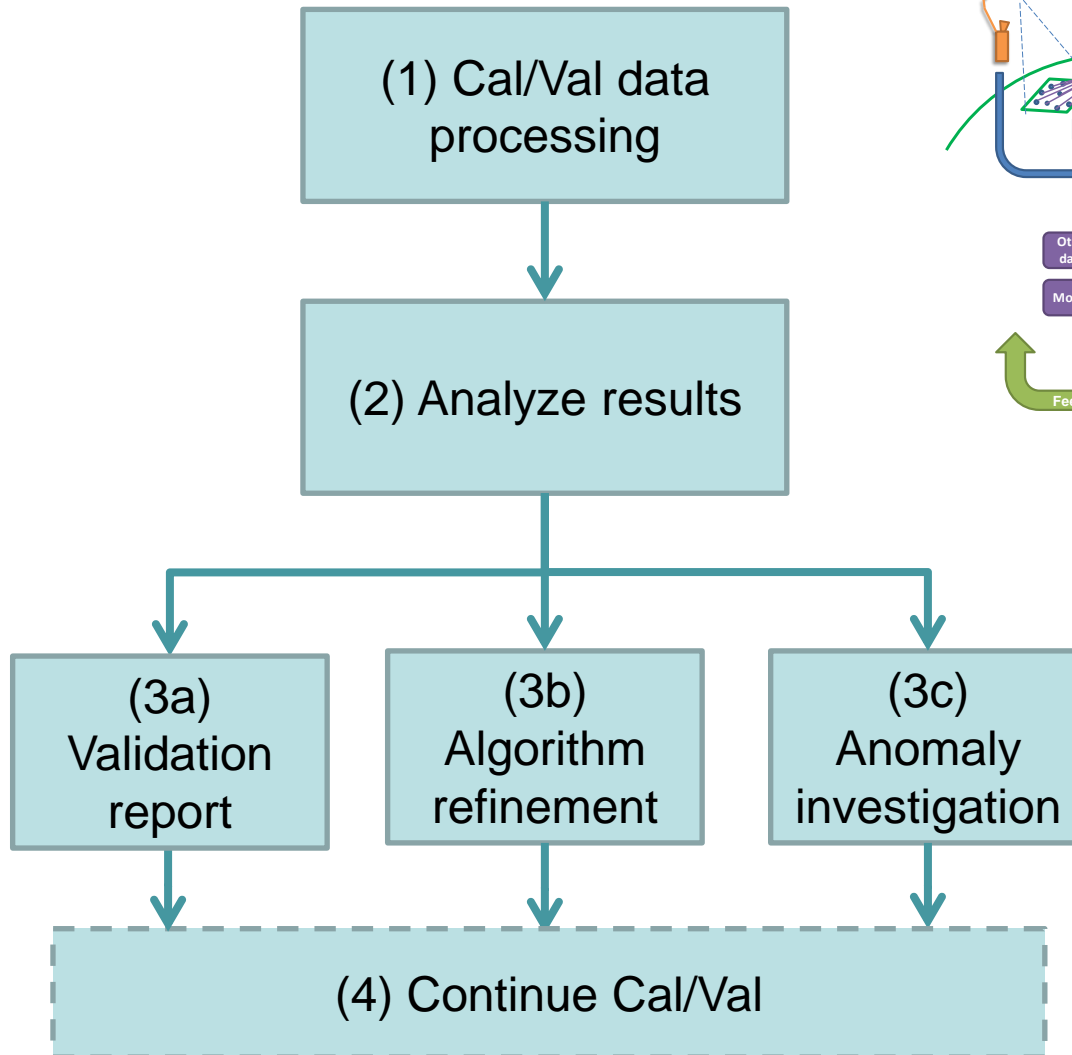 (1) Cal/Val data
processing
(2) Analyze results
(3a)
Validation
report
(3b)
Algorithm
refinement
(3c)
Anomaly
investigation
(4) Continue Cal/Val